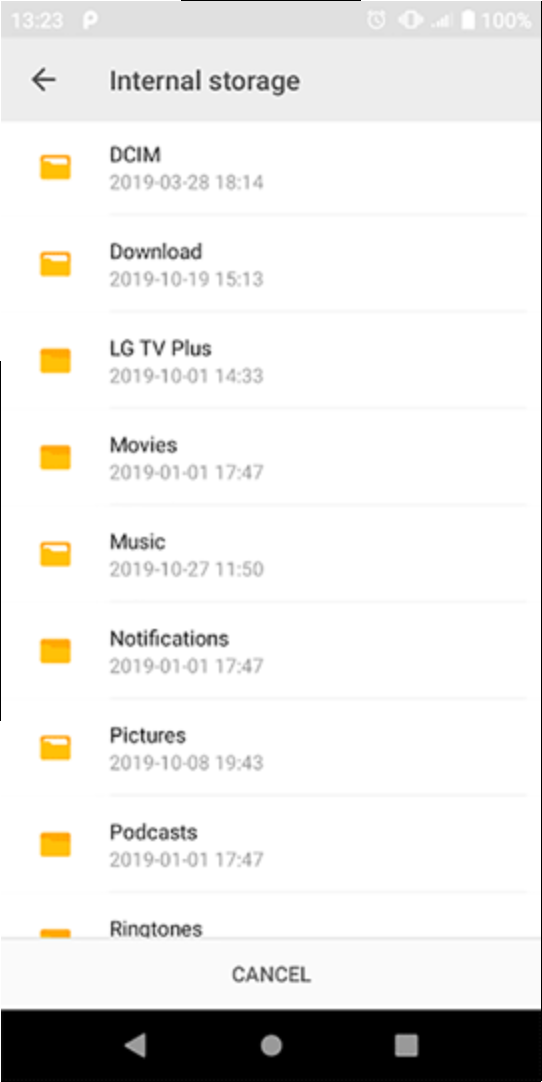 13:23 100%
Internal storage
DCIM
2019-03-28 18:14
Download
2019-10-19 15:13
LG TV Plus
2019-10-01 14:33
Movies
2019-01-01 17:47
Music
2019-10-27 11:50
Notifications
2019-01-01 17:47
Pictures
2019-10-08 19:43
Podcasts
2019-01-01 17:47
Ringtones
CANCEL